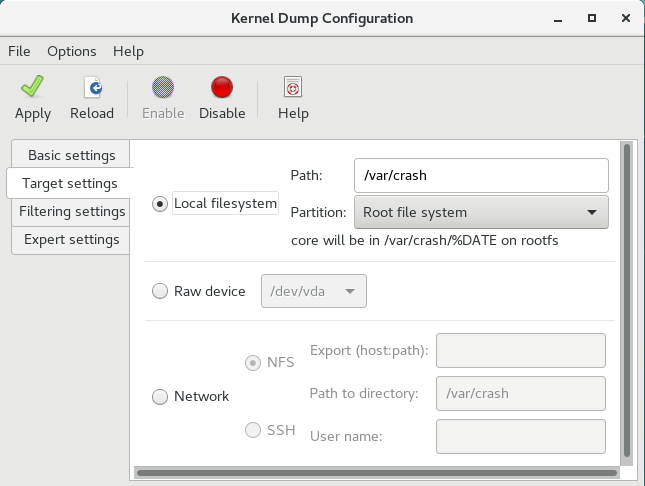 Kernel Dump Configuration
File Options Help
Apply Reload Enable Disable Help
Basic settings
Target settings
Filtering settings
Expert settings
Local filesystem
Path: /var/crash
Partition: Root file system
core will be in /var/crash/%DATE on rootfs
Raw device /dev/vda
Network
NFS
SSH
Export (host:path):
Path to directory: /var/crash
User name: